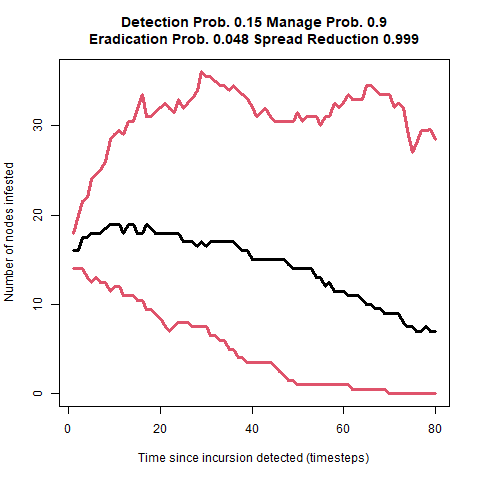 Detection Prob. 0.15 Manage Prob. 0.9
Eradication Prob. 0.048 Spread Reduction 0.999
Number of nodes infested
30
20
10
0
0
20
40
60
80
Time since incursion detected (timesteps)